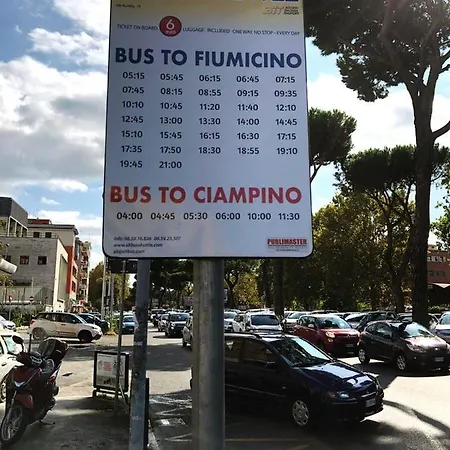 TICKET ON BOARD 6 euro LUGGAGE INCLUDED ONE WAY NO STOP - EVERY DAY
BUS TO FIUMICINO
05:15 05:45 06:15 06:45 07:15
07:45 08:15 08:55 09:15 09:35
10:10 10:45 11:20 11:40 12:10
12:45 13:00 13:30 14:00 14:45
15:10 15:45 16:15 16:30 17:15
17:35 17:50 18:30 18:55 19:10
19:45 21:00
BUS TO CIAMPINO
04:00 04:45 05:30 06:00 10:00 11:30
PUBLIMASTER